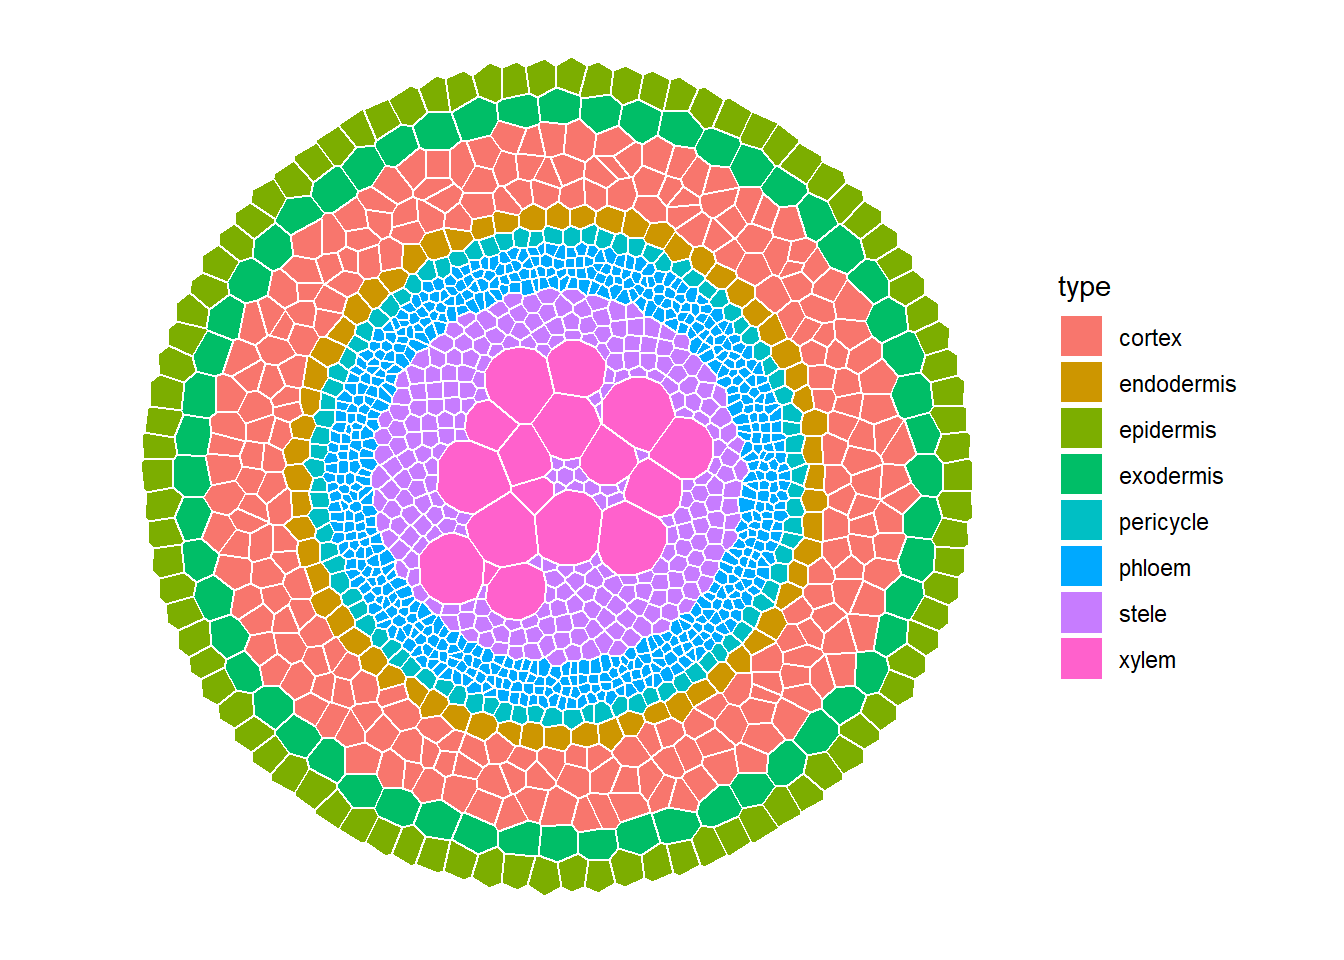 type
cortex
endodermis
epidermis
exodermis
pericycle
phloem
stele
xylem